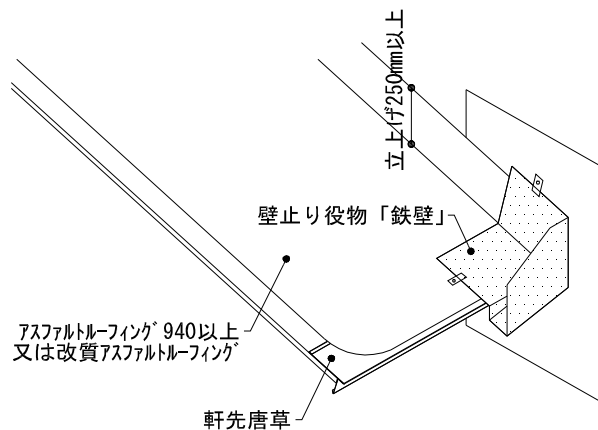 立上げ250mm以上
壁止り役物「鉄壁」
ｱｽﾌｧﾙﾄﾙｰﾌｨﾝｸﾞ940以上
又は改質ｱｽﾌｧﾙﾄﾙｰﾌｨﾝｸﾞ
軒先唐草